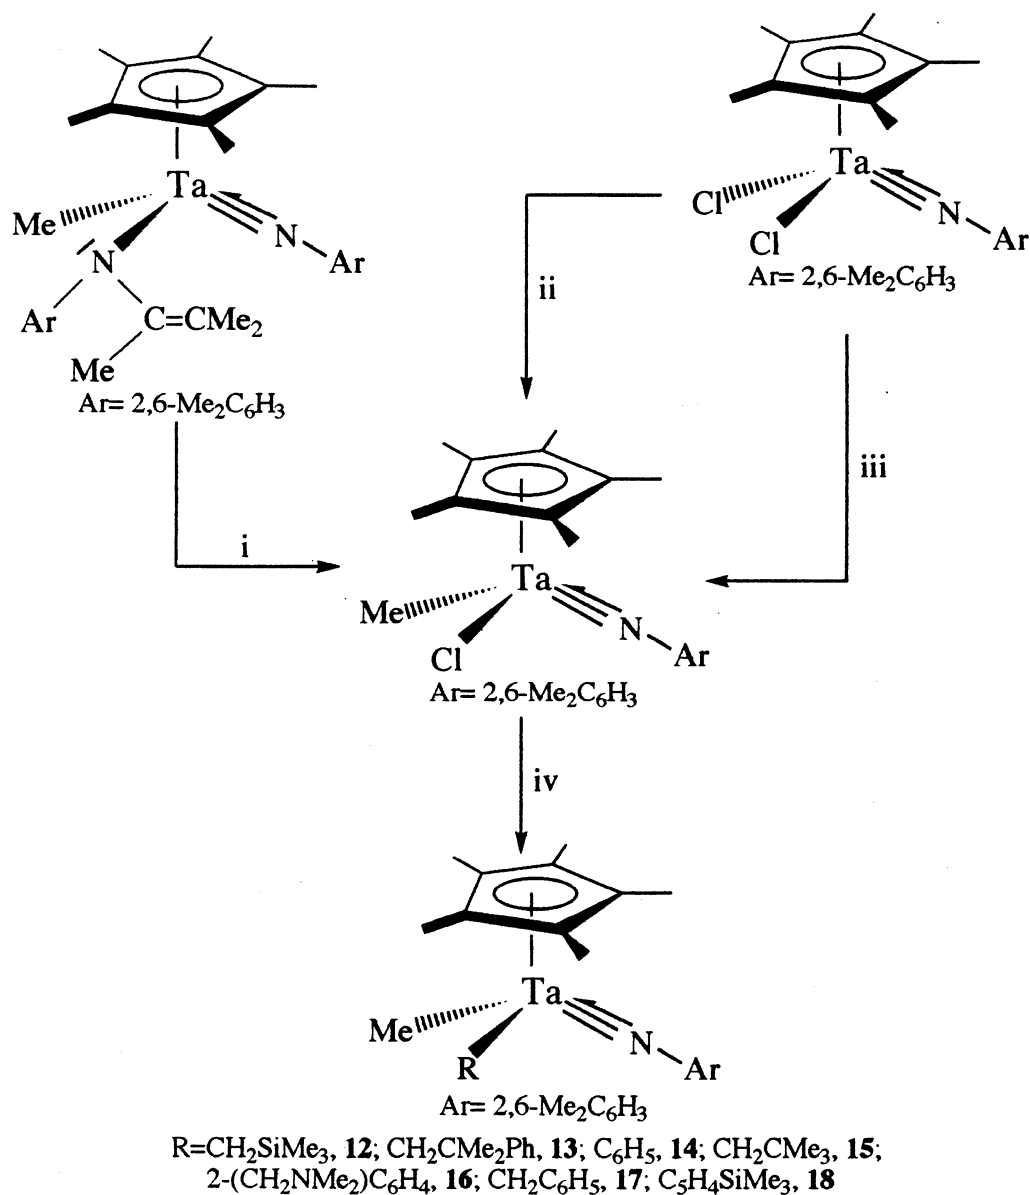 Ta
Me
N
N
Ar
Ar
C=CMe₂
Me
Ar= 2,6-Me₂C₆H₃
Ta
Cl
Cl
N
Ar
Ar= 2,6-Me₂C₆H₃
ii
iii
i
Ta
Me
Cl
N
Ar
Ar= 2,6-Me₂C₆H₃
iv
Ta
Me
R
N
Ar
Ar= 2,6-Me₂C₆H₃
R=CH₂SiMe₃, 12; CH₂CMe₂Ph, 13; C₆H₅, 14; CH₂CMe₃, 15;
2-(CH₂NMe₂)C₆H₄, 16; CH₂C₆H₅, 17; C₅H₄SiMe₃, 18